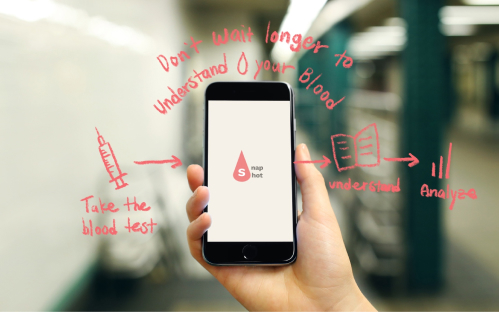 Don't Wait longer to
Understand your Blood
Take the
blood test
S nap
hot
understand
Analyze